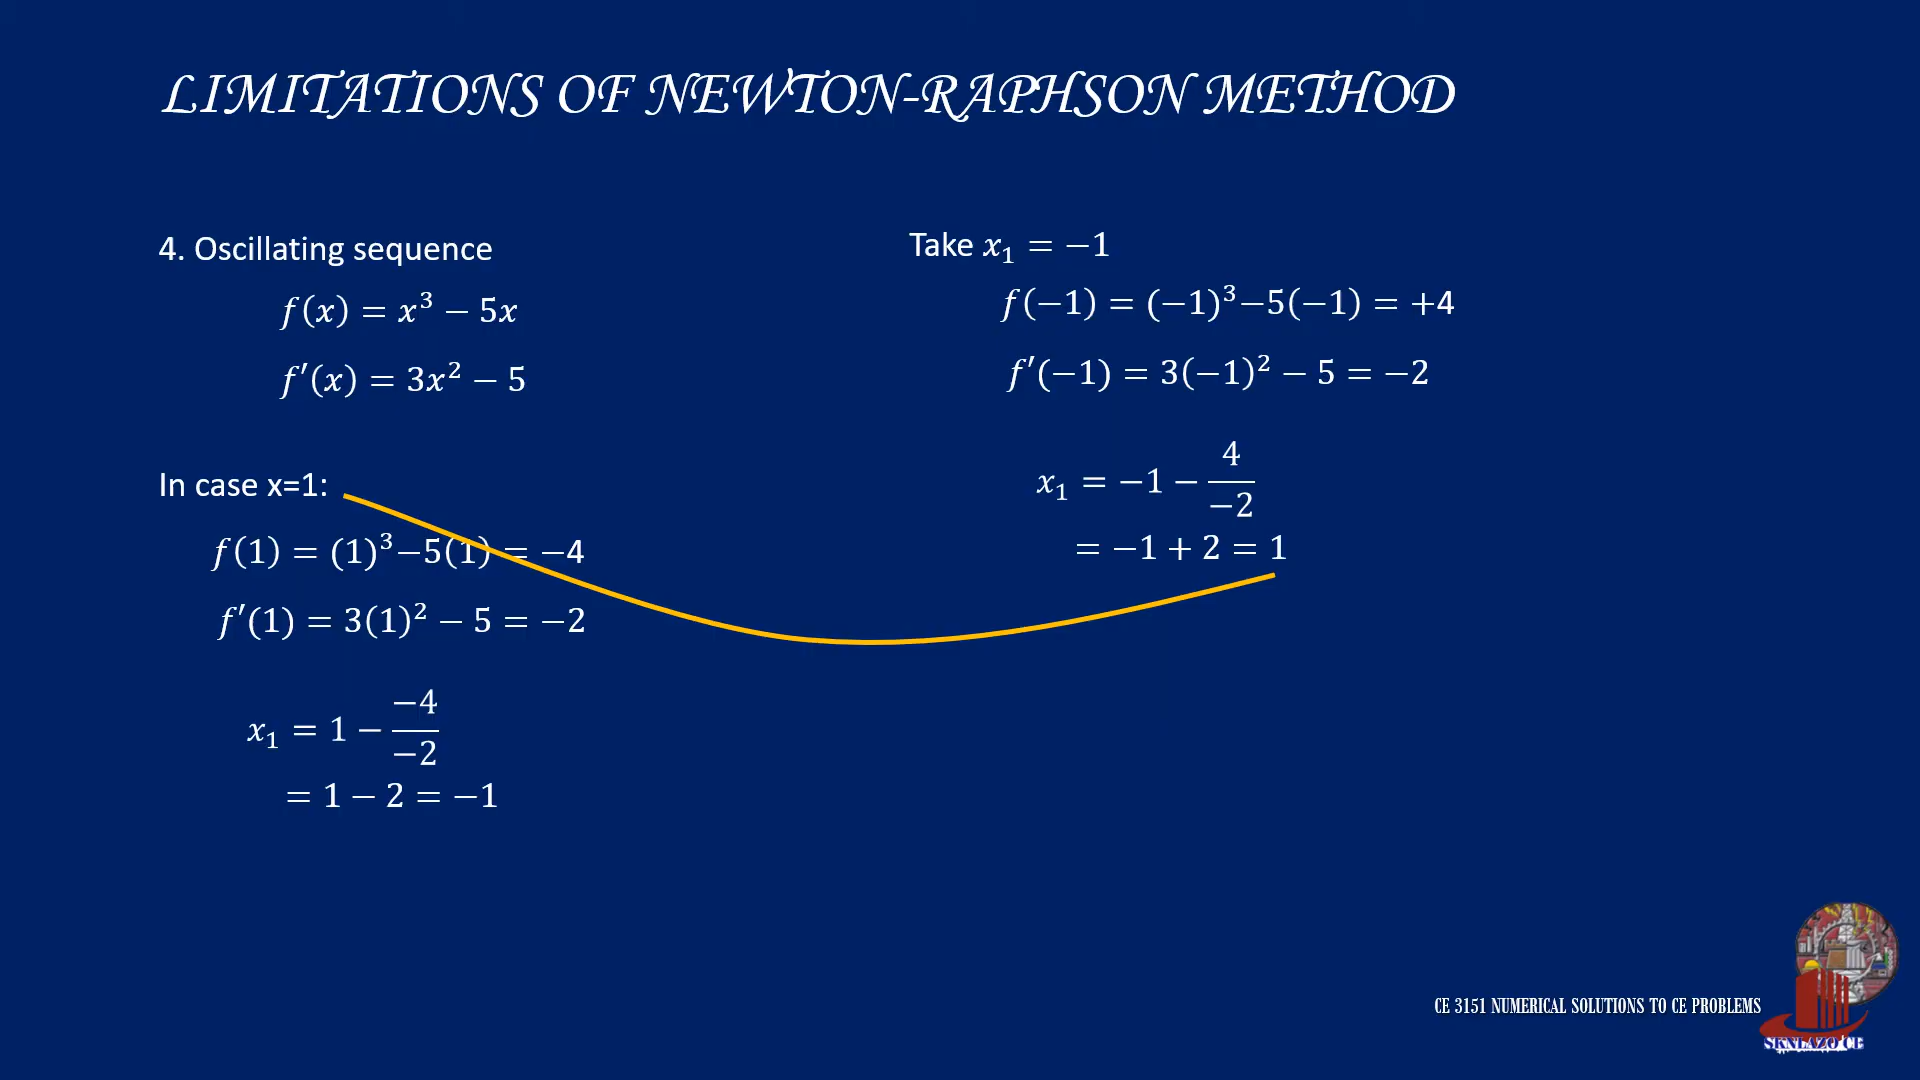 LIMITATIONS OF NEWTON-RAPHSON METHOD
4. Oscillating sequence
f(x) = x³ − 5x
f′(x) = 3x² − 5
In case x=1:
f(1) = (1)³−5(1) = −4
f′(1) = 3(1)² − 5 = −2
x₁ = 1 − −4/−2
= 1 − 2 = −1
Take x₁ = −1
f(−1) = (−1)³−5(−1) = +4
f′(−1) = 3(−1)² − 5 = −2
x₁ = −1 − 4/−2
= −1 + 2 = 1
CE 3151 NUMERICAL SOLUTIONS TO CE PROBLEMS
SKNLAZO CE